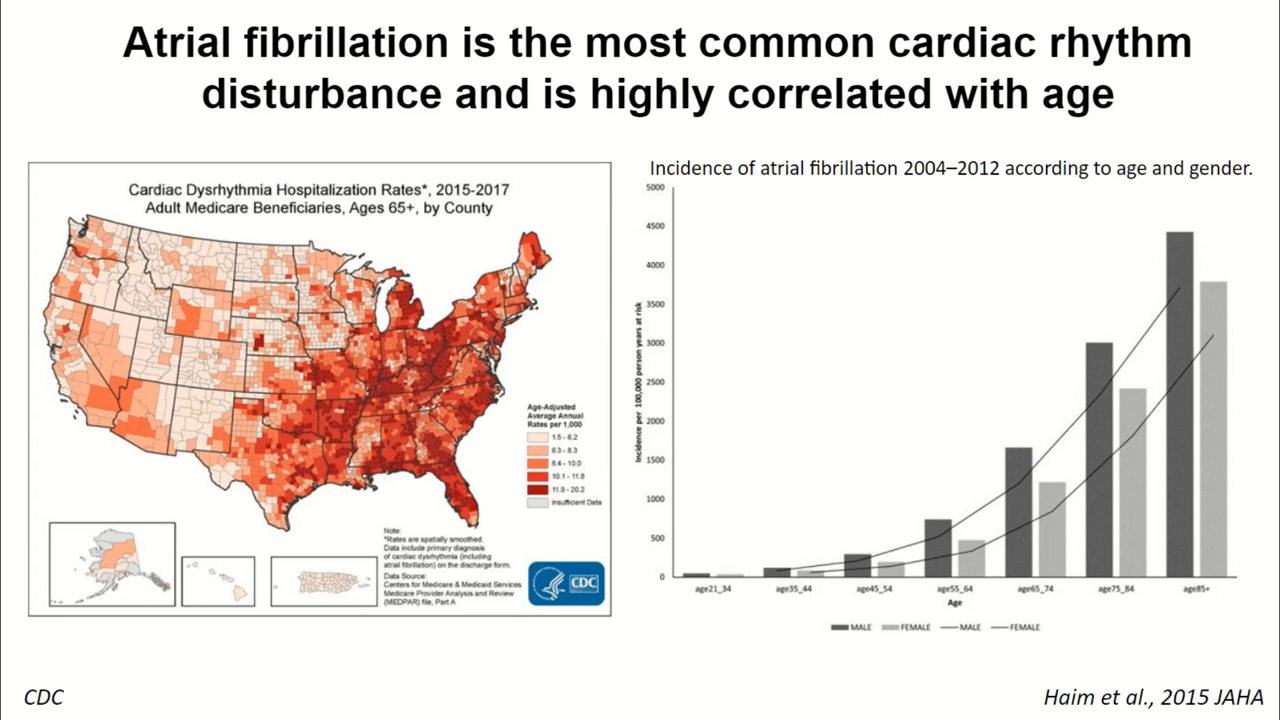 Atrial fibrillation is the most common cardiac rhythm
disturbance and is highly correlated with age
Cardiac Dysrhythmia Hospitalization Rates*, 2015-2017
Adult Medicare Beneficiaries, Ages 65+, by County
Age-Adjusted
Average Annual
Rates per 1,000
1.5 - 6.2
6.3 - 8.3
8.4 - 10.0
10.1 - 11.8
11.9 - 20.2
Insufficient Data
Note:
*Rates are spatially smoothed.
Data include primary diagnosis
of cardiac dysrhythmia (including
atrial fibrillation) on the discharge form.
Data Source:
Centers for Medicare & Medicaid Services
Medicare Provider Analysis and Review
(MEDPAR) file, Part A
CDC
Incidence of atrial fibrillation 2004–2012 according to age and gender.
Incidence per 100,000 person years at risk
5000
4500
4000
3500
3000
2500
2000
1500
1000
500
0
age21_34 age35_44 age45_54 age55_64 age65_74 age75_84 age85+
Age
MALE FEMALE MALE FEMALE
CDC
Haim et al., 2015 JAHA